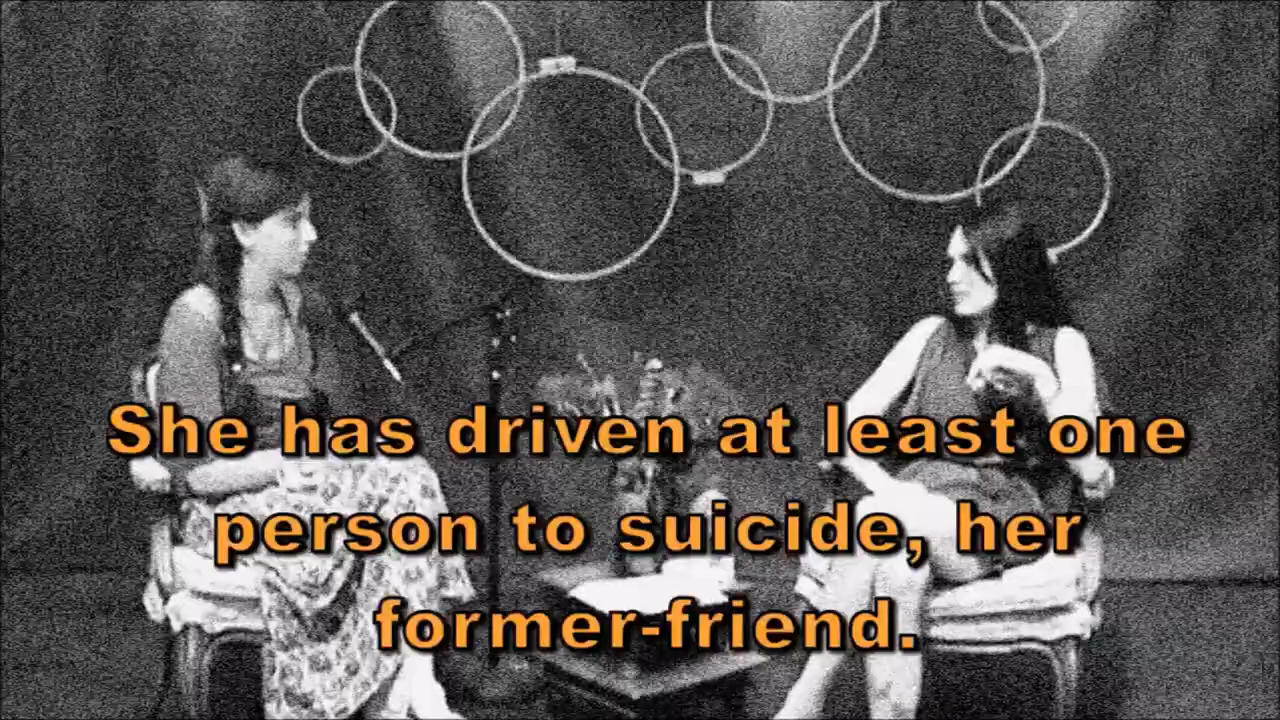 She has driven at least one
person to suicide, her
former-friend.